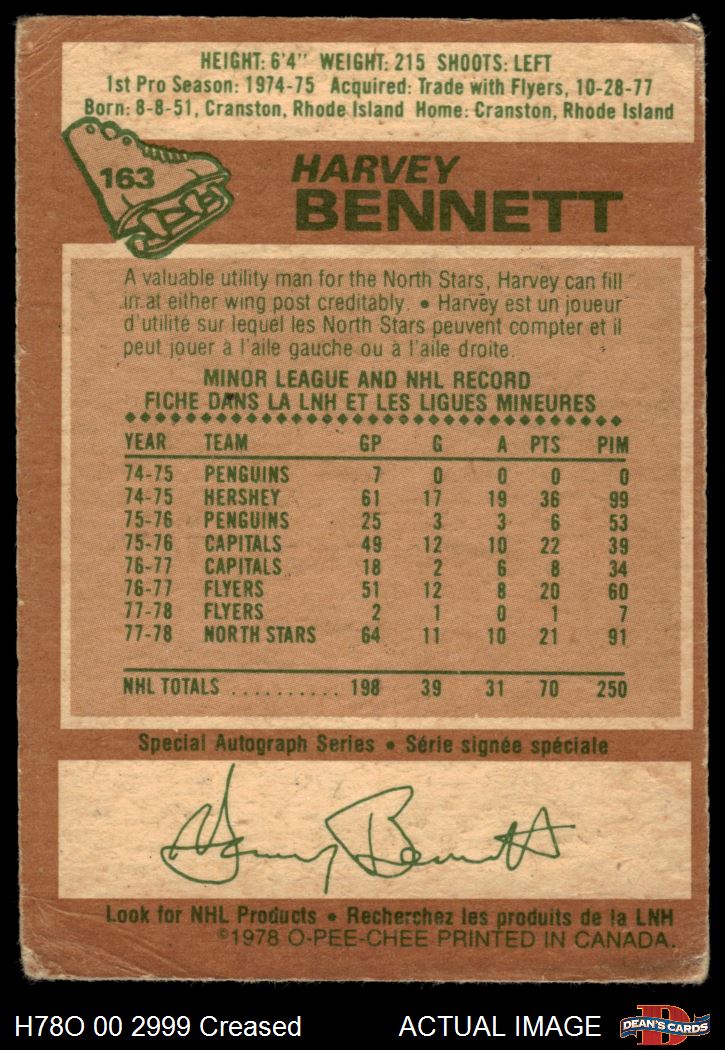 HEIGHT: 6'4" WEIGHT: 215 SHOOTS: LEFT
1st Pro Season: 1974-75 Acquired: Trade with Flyers, 10-28-77
Born: 8-8-51, Cranston, Rhode Island Home: Cranston, Rhode Island
163
HARVEY
BENNETT
A valuable utility man for the North Stars, Harvey can fill
in at either wing post creditably. • Harvey est un joueur
d'utilité sur lequel les North Stars peuvent compter et il
peut jouer à l'aile gauche ou à l'aile droite.
MINOR LEAGUE AND NHL RECORD
FICHE DANS LA LNH ET LES LIGUES MINEURES
YEAR TEAM GP G A PTS PIM
74-75 PENGUINS 7 0 0 0 0
74-75 HERSHEY 61 17 19 36 99
75-76 PENGUINS 25 3 3 6 53
75-76 CAPITALS 49 12 10 22 39
76-77 CAPITALS 18 2 6 8 34
76-77 FLYERS 51 12 8 20 60
77-78 FLYERS 2 1 0 1 7
77-78 NORTH STARS 64 11 10 21 91
NHL TOTALS .......... 198 39 31 70 250
Special Autograph Series • Série signée spéciale
Harvey Bennett
Look for NHL Products • Recherchez les produits de la LNH
©1978 O-PEE-CHEE PRINTED IN CANADA.
H78O 00 2999 Creased ACTUAL IMAGE
D
DEAN'S CARDS